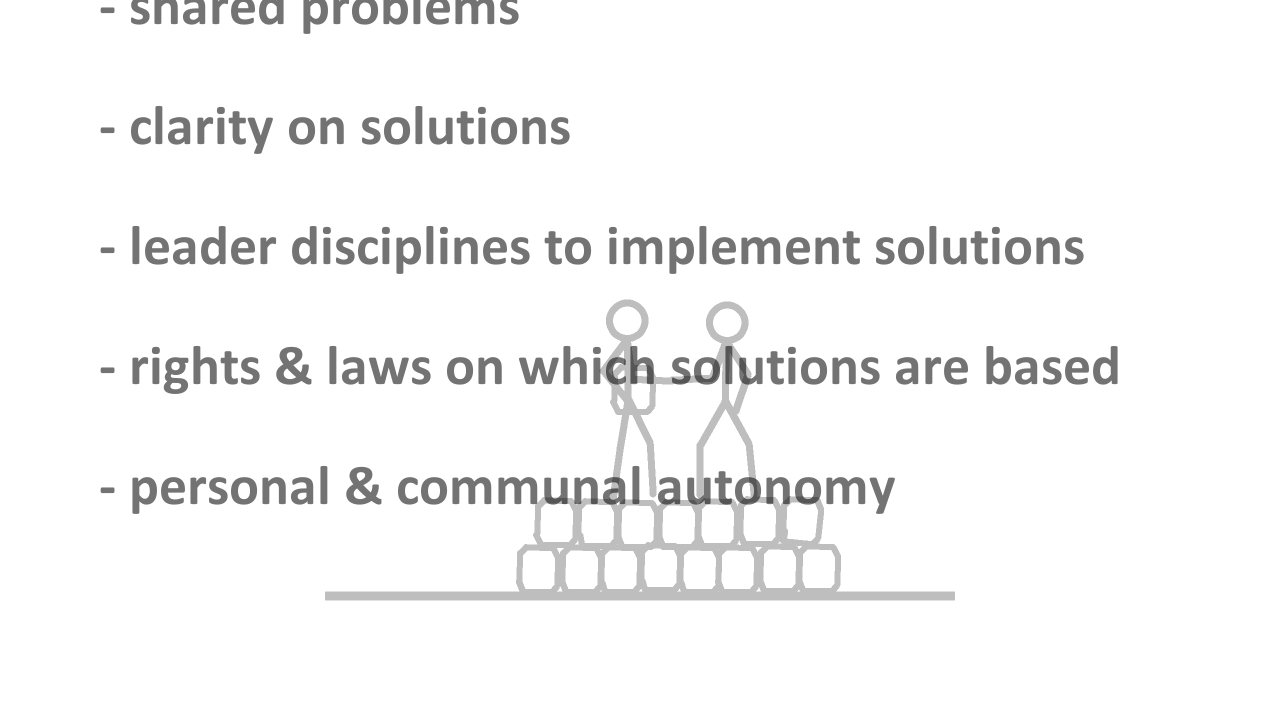 - shared problems
- clarity on solutions
- leader disciplines to implement solutions
- rights & laws on which solutions are based
- personal & communal autonomy